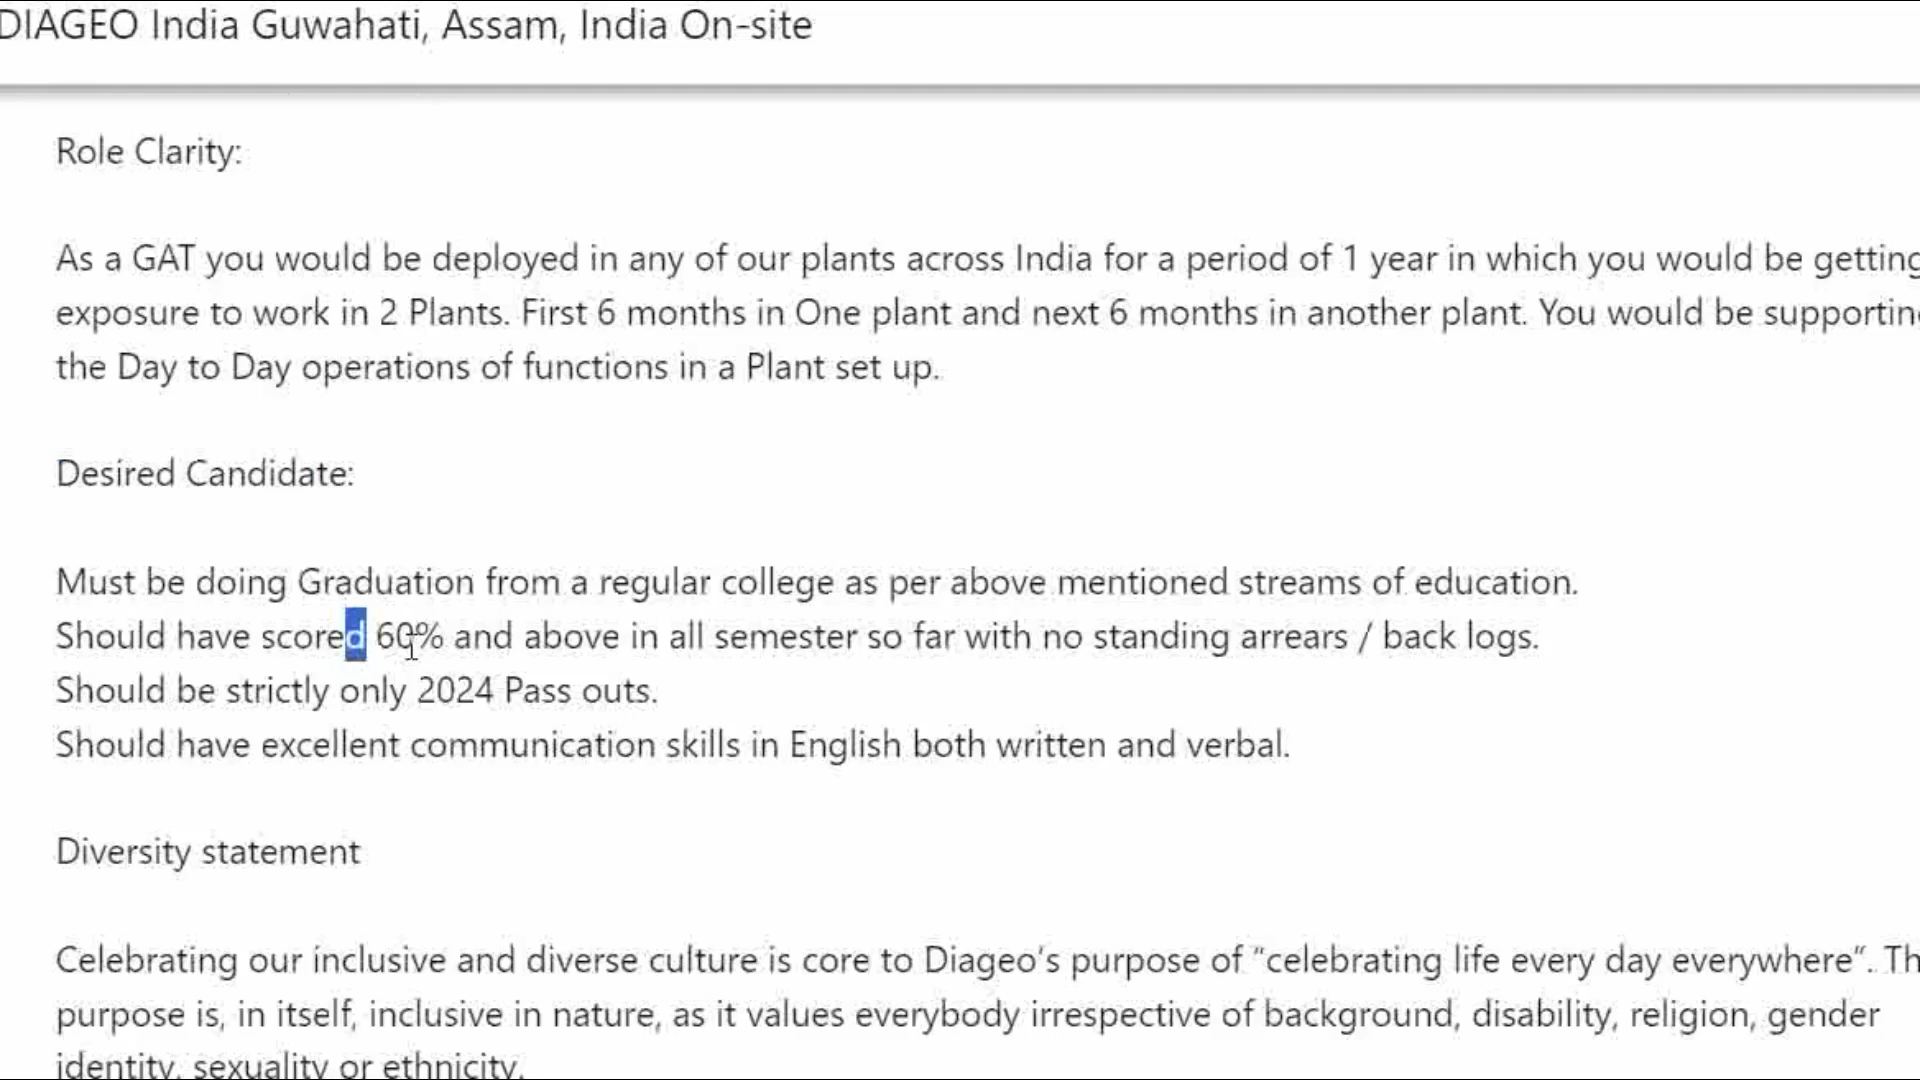 DIAGEO India Guwahati, Assam, India On-site
Role Clarity:
As a GAT you would be deployed in any of our plants across India for a period of 1 year in which you would be getting
exposure to work in 2 Plants. First 6 months in One plant and next 6 months in another plant. You would be supporting
the Day to Day operations of functions in a Plant set up.
Desired Candidate:
Must be doing Graduation from a regular college as per above mentioned streams of education.
Should have scored 60% and above in all semester so far with no standing arrears / back logs.
Should be strictly only 2024 Pass outs.
Should have excellent communication skills in English both written and verbal.
Diversity statement
Celebrating our inclusive and diverse culture is core to Diageo's purpose of “celebrating life every day everywhere”. Th
purpose is, in itself, inclusive in nature, as it values everybody irrespective of background, disability, religion, gender
identity, sexuality or ethnicity.